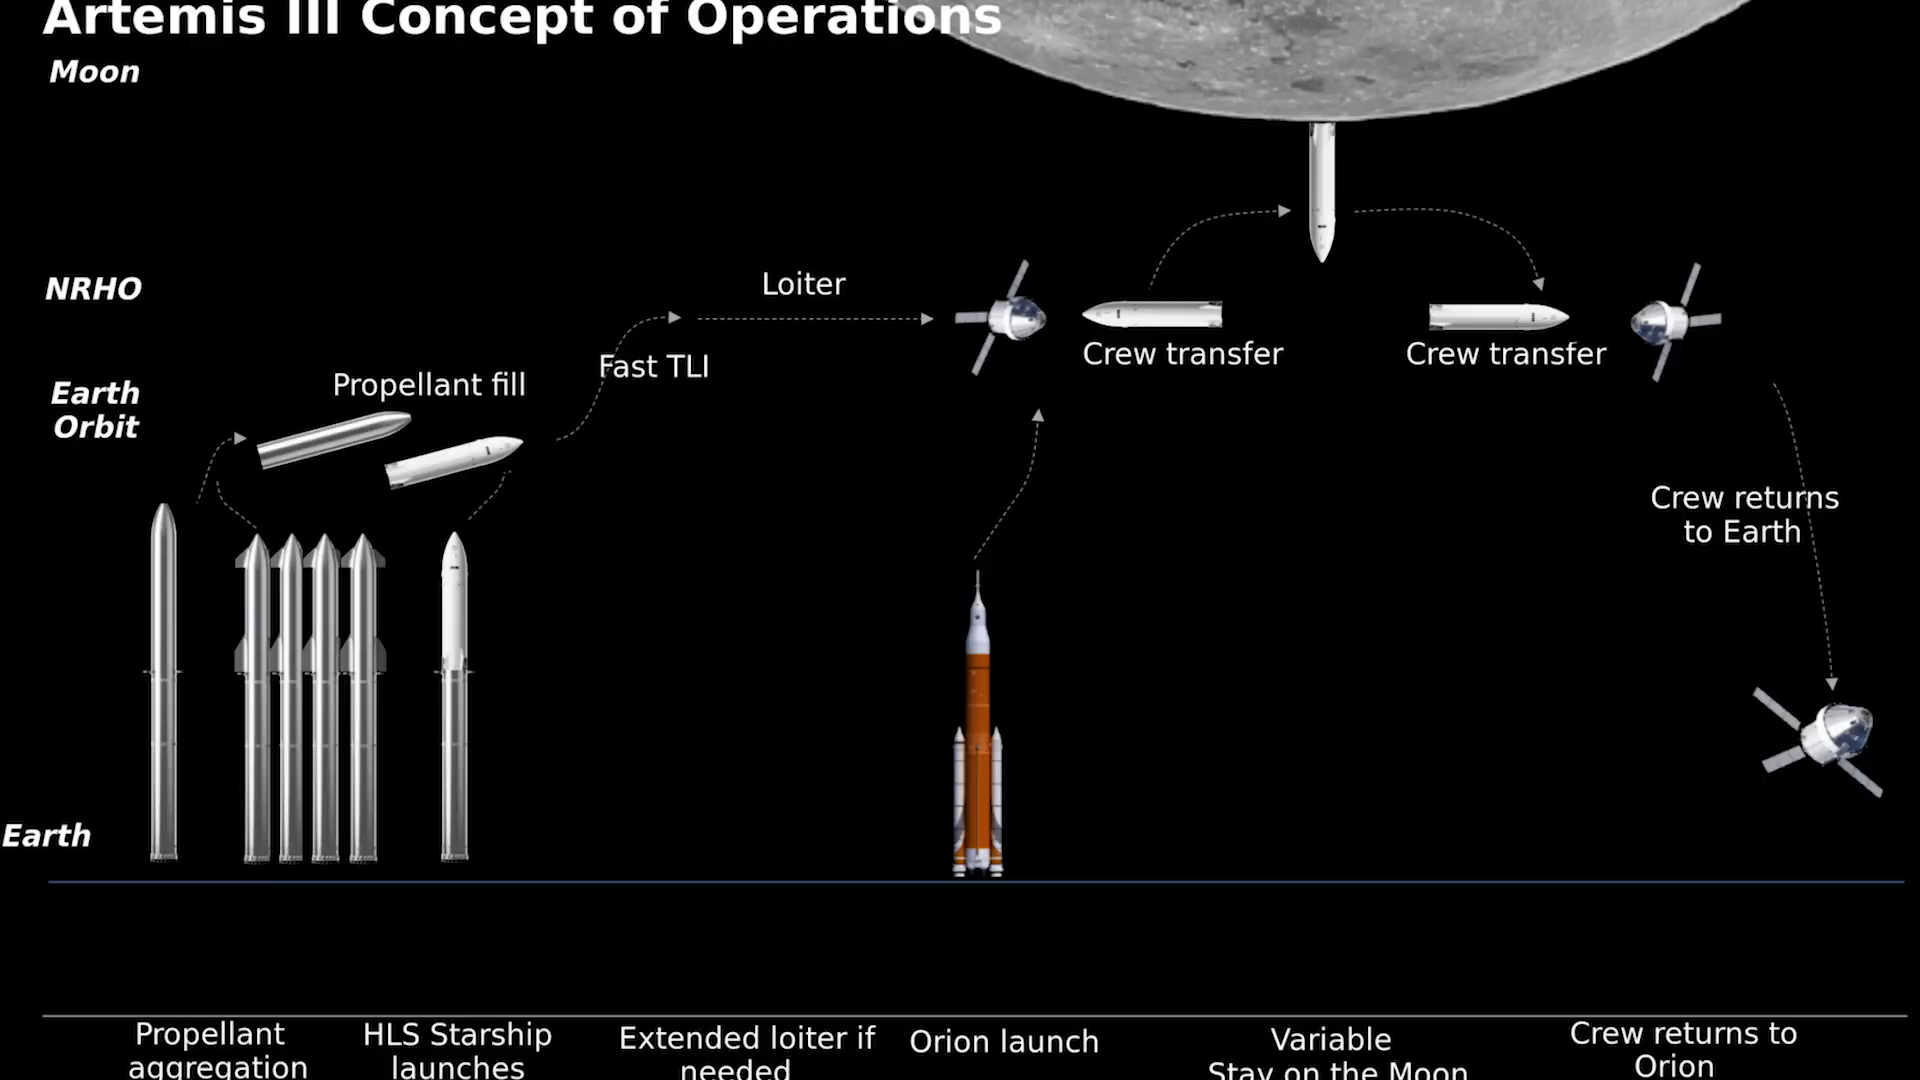 Artemis III Concept of Operations
Moon
NRHO
Loiter
Crew transfer
Crew transfer
Fast TLI
Propellant fill
Earth
Orbit
Crew returns
to Earth
Earth
Propellant
aggregation
HLS Starship
launches
Extended loiter if
needed
Orion launch
Variable
Stay on the Moon
Crew returns to
Orion